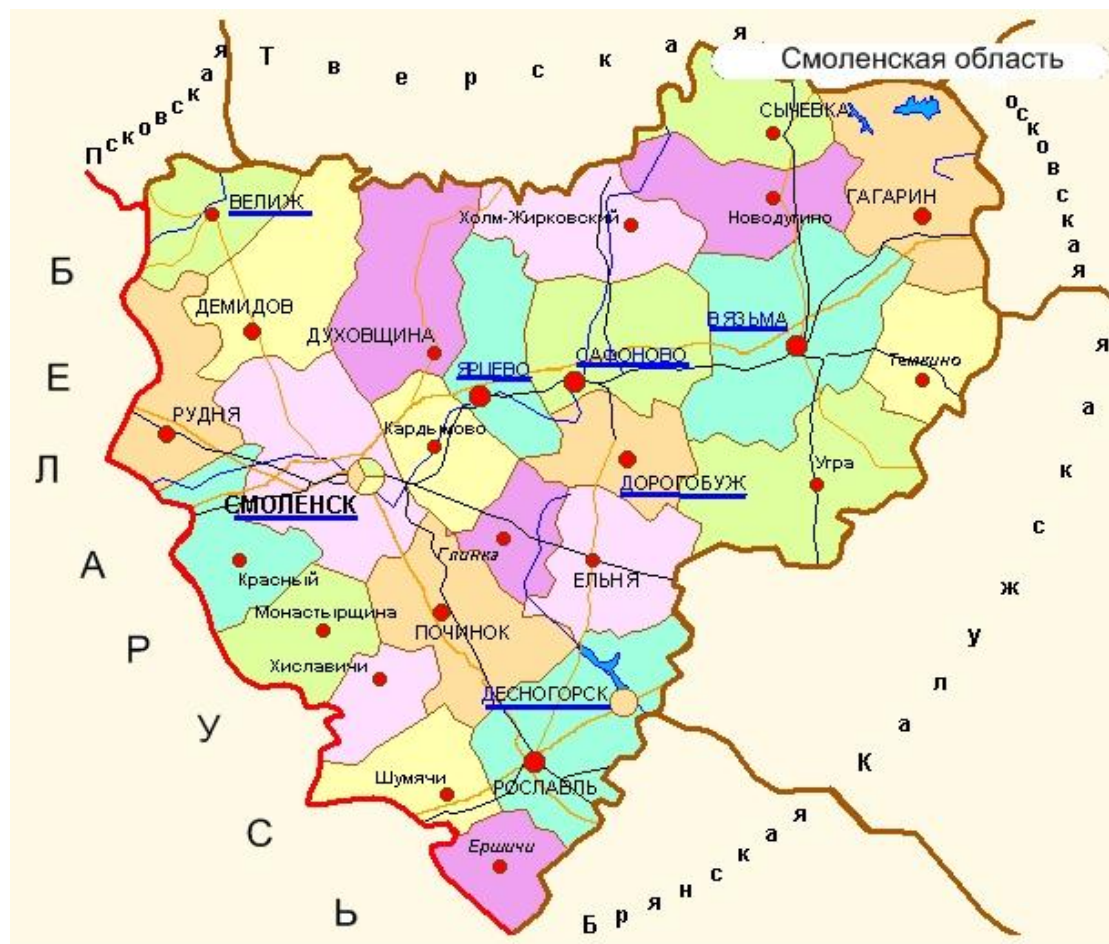 Смоленская область
Псковская
Тверская
осковская
СЫЧЕВКА
ВЕЛИЖ
ГАГАРИН
Холм-Жирковский
Новодугино
ДЕМИДОВ
ВЯЗЬМА
ДУХОВЩИНА
САФОНОВО
ЯРЦЕВО
Темкино
РУДНЯ
Кардымово
Угра
ДОРОГОБУЖ
СМОЛЕНСК
Глинка
Красный
ЕЛЬНЯ
Монастырщина
ПОЧИНОК
Хиславичи
ДЕСНОГОРСК
Шумячи
РОСЛАВЛЬ
Ершичи
БЕЛАРУСЬ
Брянская
Калужская